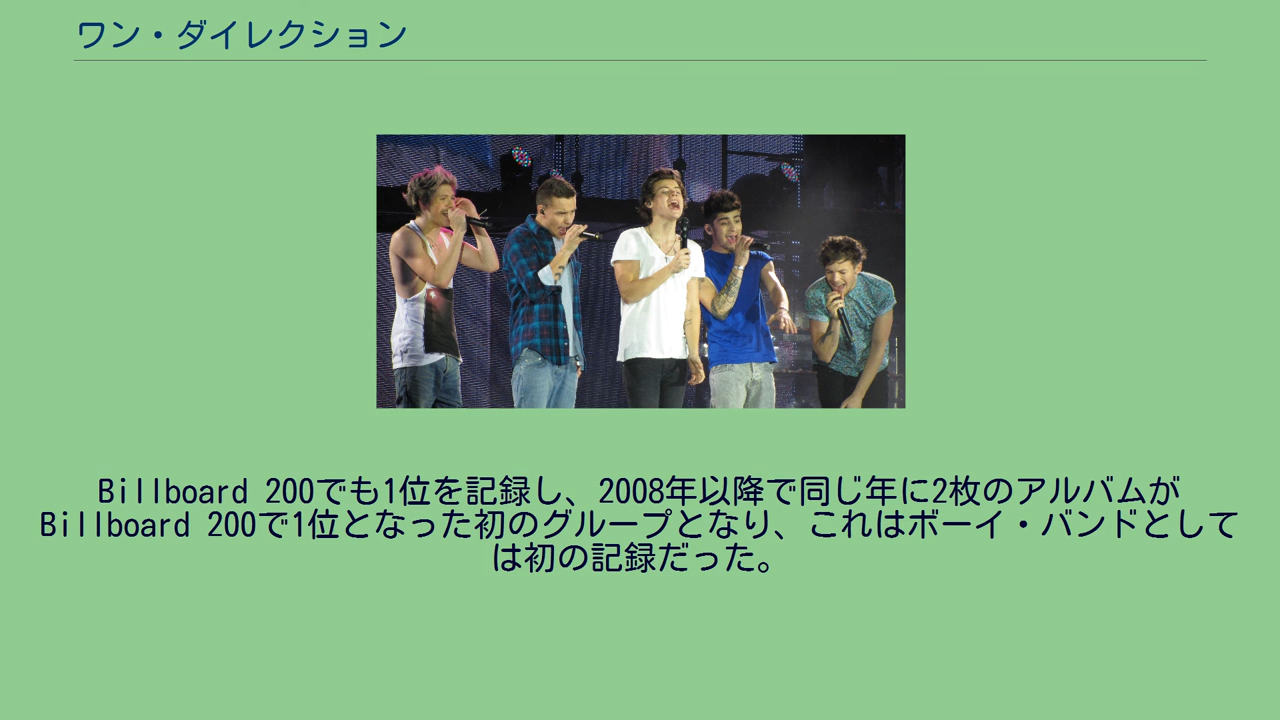 ワン・ダイレクション
Billboard 200でも1位を記録し、2008年以降で同じ年に2枚のアルバムが
Billboard 200で1位となった初のグループとなり、これはボーイ・バンドとして
は初の記録だった。